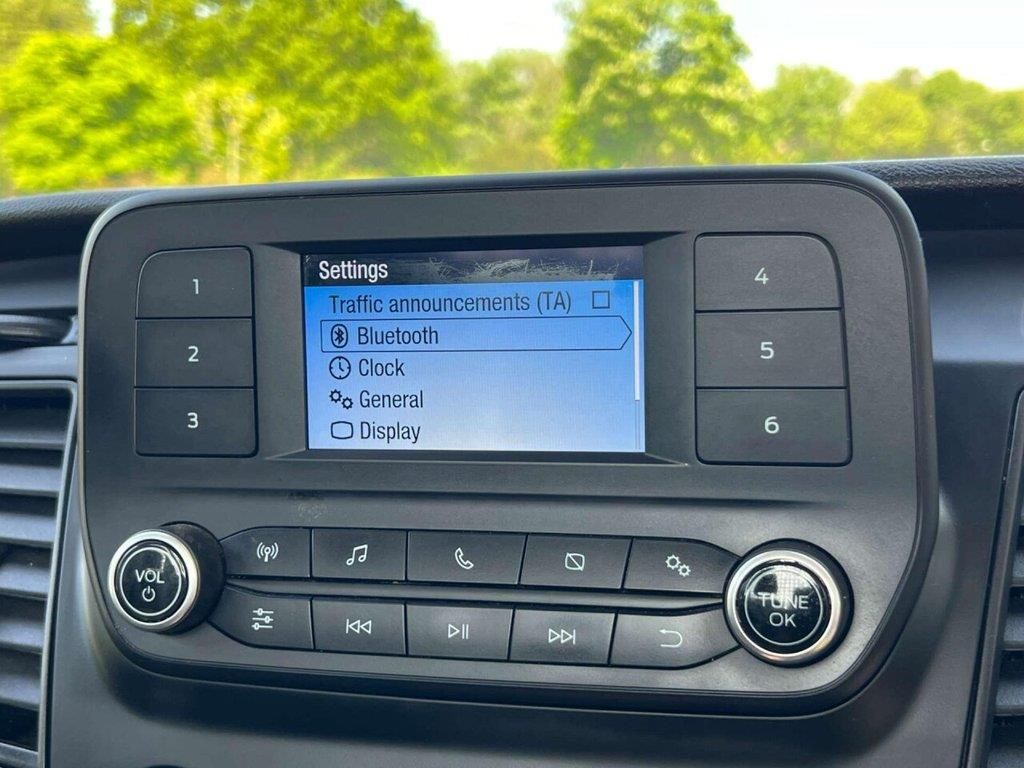 Settings
Traffic announcements (TA)
Bluetooth
Clock
General
Display
1
2
3
4
5
6
VOL
TUNE
OK